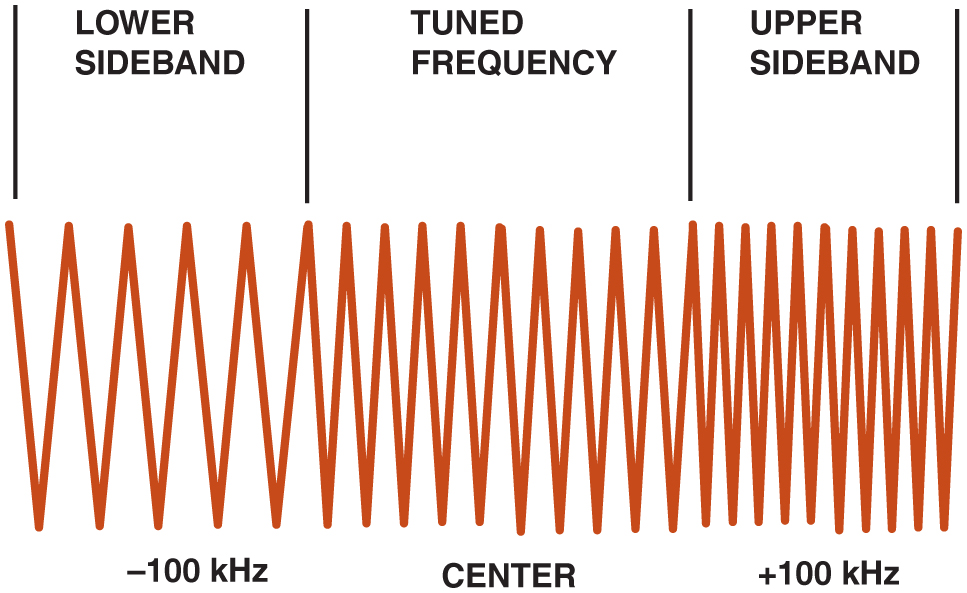 LOWER
SIDEBAND
TUNED
FREQUENCY
UPPER
SIDEBAND
–100 kHz
CENTER
+100 kHz